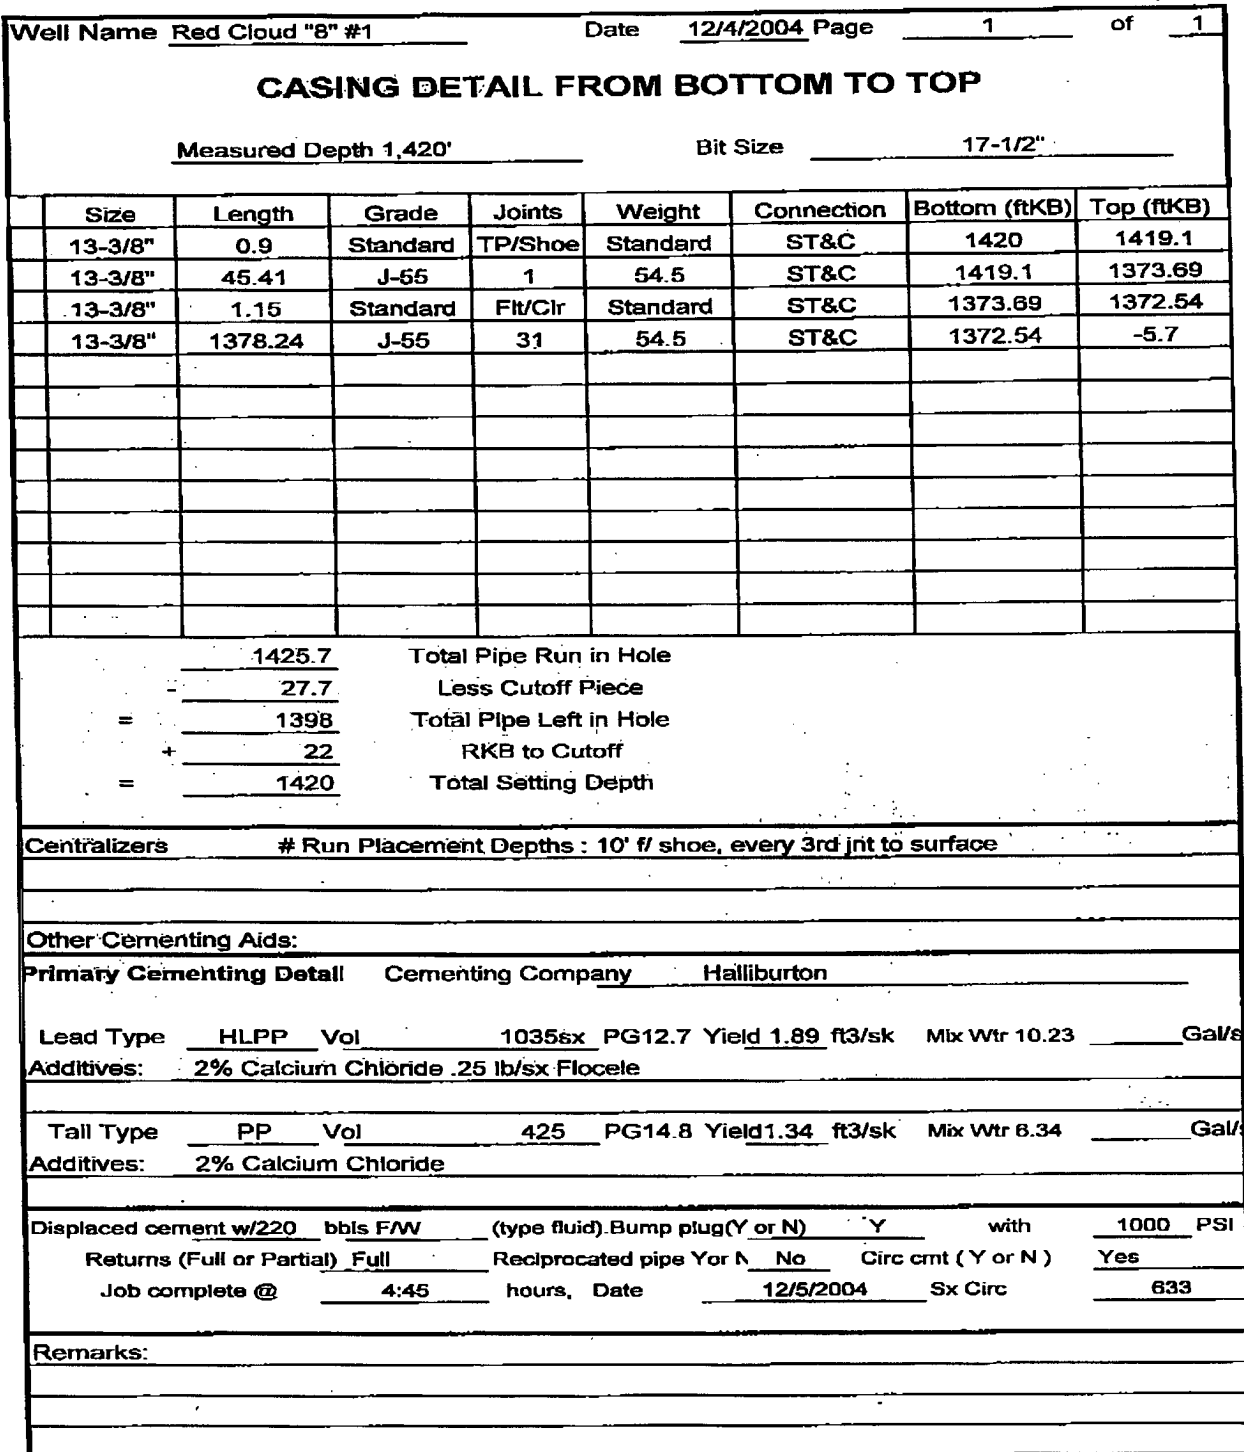 Well Name Red Cloud "8" #1 Date 12/4/2004 Page 1 of 1
CASING DETAIL FROM BOTTOM TO TOP
Measured Depth 1,420' Bit Size 17-1/2"
Size Length Grade Joints Weight Connection Bottom (ftKB) Top (ftKB)
13-3/8" 0.9 Standard TP/Shoe Standard ST&C 1420 1419.1
13-3/8" 45.41 J-55 1 54.5 ST&C 1419.1 1373.69
13-3/8" 1.15 Standard Flt/Clr Standard ST&C 1373.69 1372.54
13-3/8" 1378.24 J-55 31 54.5 ST&C 1372.54 -5.7
1425.7 Total Pipe Run in Hole
- 27.7 Less Cutoff Piece
= 1398 Total Pipe Left in Hole
+ 22 RKB to Cutoff
= 1420 Total Setting Depth
Centralizers # Run Placement Depths : 10' f/ shoe, every 3rd jnt to surface
Other Cementing Aids:
Primary Cementing Detail Cementing Company Halliburton
Lead Type HLPP Vol 1035sx PG12.7 Yield 1.89 ft3/sk Mix Wtr 10.23 Gal/s
Additives: 2% Calcium Chloride .25 lb/sx Flocele
Tail Type PP Vol 425 PG14.8 Yield1.34 ft3/sk Mix Wtr 6.34 Gal/s
Additives: 2% Calcium Chloride
Displaced cement w/220 bbls F/W (type fluid).Bump plug(Y or N) Y with 1000 PSI
Returns (Full or Partial) Full Reciprocated pipe Yor N No Circ cmt ( Y or N ) Yes
Job complete @ 4:45 hours, Date 12/5/2004 Sx Circ 633
Remarks: